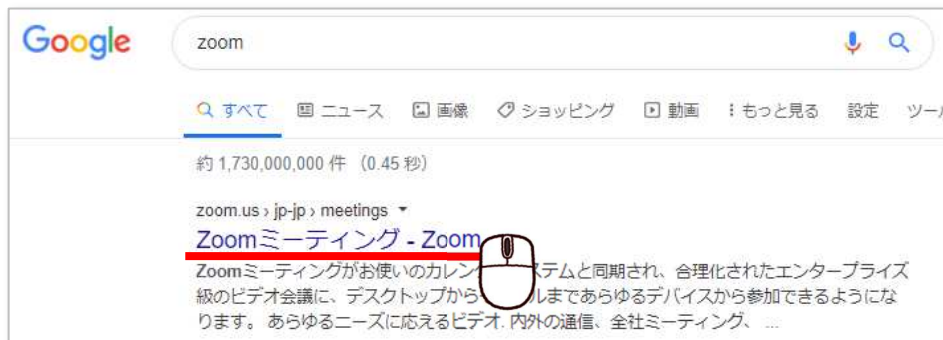 Google
zoom
すべて ニュース 画像 ショッピング 動画 もっと見る 設定 ツー
約 1,730,000,000 件 (0.45 秒)
zoom.us › jp-jp › meetings
Zoomミーティング - Zoom
Zoomミーティングがお使いのカレン ステムと同期され、合理化されたエンタープライズ
級のビデオ会議に、デスクトップから ルまであらゆるデバイスから参加できるようにな
ります。 あらゆるニーズに応えるビデオ. 内外の通信、全社ミーティング、 ...